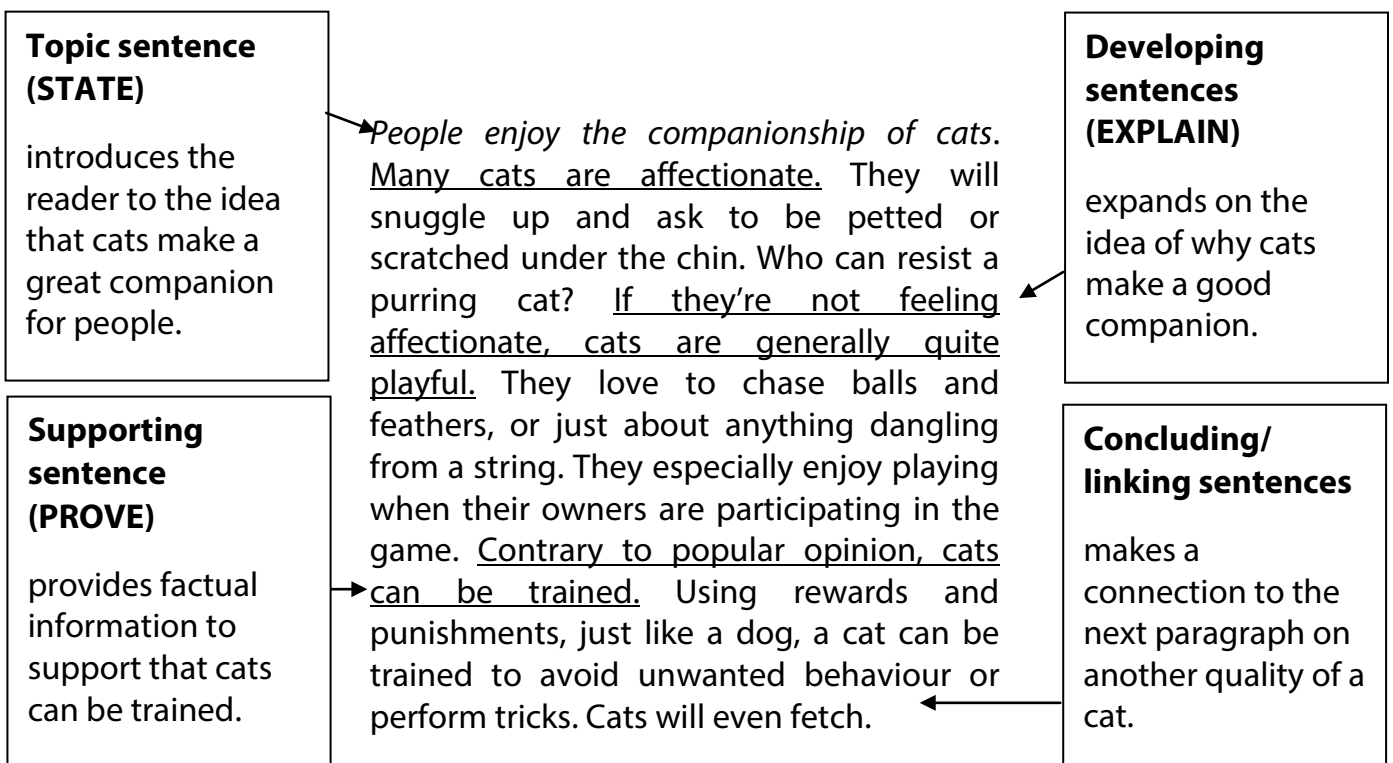 Topic sentence
(STATE)
introduces the
reader to the idea
that cats make a
great companion
for people.
Supporting
sentence
(PROVE)
provides factual
information to
support that cats
can be trained.
People enjoy the companionship of cats.
Many cats are affectionate. They will
snuggle up and ask to be petted or
scratched under the chin. Who can resist a
purring cat? If they're not feeling
affectionate, cats are generally quite
playful. They love to chase balls and
feathers, or just about anything dangling
from a string. They especially enjoy playing
when their owners are participating in the
game. Contrary to popular opinion, cats
can be trained. Using rewards and
punishments, just like a dog, a cat can be
trained to avoid unwanted behaviour or
perform tricks. Cats will even fetch.
Developing
sentences
(EXPLAIN)
expands on the
idea of why cats
make a good
companion.
Concluding/
linking sentences
makes a
connection to the
next paragraph on
another quality of a
cat.